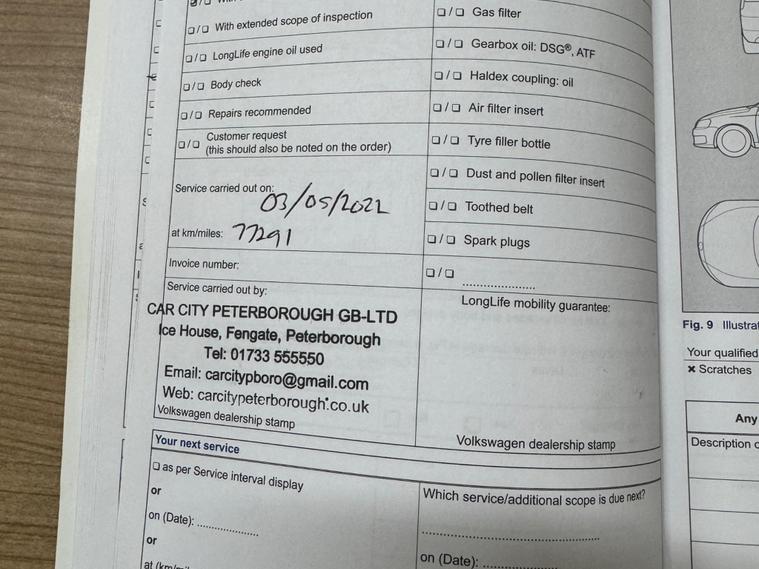 ☐/☐ With extended scope of inspection
☐/☐ LongLife engine oil used
☐/☐ Body check
☐/☐ Repairs recommended
☐/☐ Customer request
(this should also be noted on the order)
Service carried out on: 03/05/2022
at km/miles: 77291
Invoice number:
Service carried out by:
CAR CITY PETERBOROUGH GB-LTD
Ice House, Fengate, Peterborough
Tel: 01733 555550
Email: carcitypboro@gmail.com
Web: carcitypeterborough.co.uk
Volkswagen dealership stamp
☐/☐ Gas filter
☐/☐ Gearbox oil: DSG®, ATF
☐/☐ Haldex coupling: oil
☐/☐ Air filter insert
☐/☐ Tyre filler bottle
☐/☐ Dust and pollen filter insert
☐/☐ Toothed belt
☐/☐ Spark plugs
☐/☐ ....................
LongLife mobility guarantee:
Volkswagen dealership stamp
Your next service
☐ as per Service interval display
or
on (Date): ................
or
at (km/mi
Which service/additional scope is due next?
................................................
on (Date): ................
Fig. 9 Illustrat
Your qualified
✖ Scratches
Any
Description o